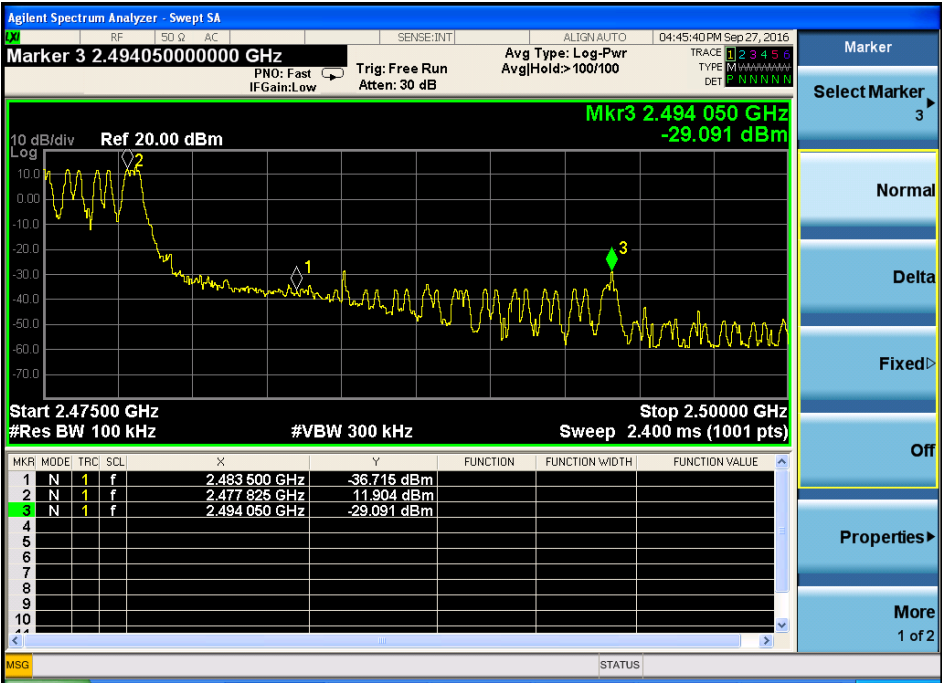 Agilent Spectrum Analyzer - Swept SA
LXI RF 50 Ω AC SENSE:INT ALIGN AUTO 04:45:40 PM Sep 27, 2016
Marker 3 2.494050000000 GHz
PNO: Fast
IFGain:Low
Trig: Free Run
Atten: 30 dB
Avg Type: Log-Pwr
Avg|Hold:>100/100
TRACE 1 2 3 4 5 6
TYPE M WWWWW
DET P N N N N N
Mkr3 2.494 050 GHz
-29.091 dBm
10 dB/div Ref 20.00 dBm
Log
10.0
0.00
-10.0
-20.0
-30.0
-40.0
-50.0
-60.0
-70.0
2
1
3
Start 2.47500 GHz Stop 2.50000 GHz
#Res BW 100 kHz #VBW 300 kHz Sweep 2.400 ms (1001 pts)
MKR MODE TRC SCL X Y FUNCTION FUNCTION WIDTH FUNCTION VALUE
1 N 1 f 2.483 500 GHz -36.715 dBm
2 N 1 f 2.477 825 GHz 11.904 dBm
3 N 1 f 2.494 050 GHz -29.091 dBm
4
5
6
7
8
9
10
MSG STATUS
Marker
Select Marker
3
Normal
Delta
Fixed
Off
Properties
More
1 of 2